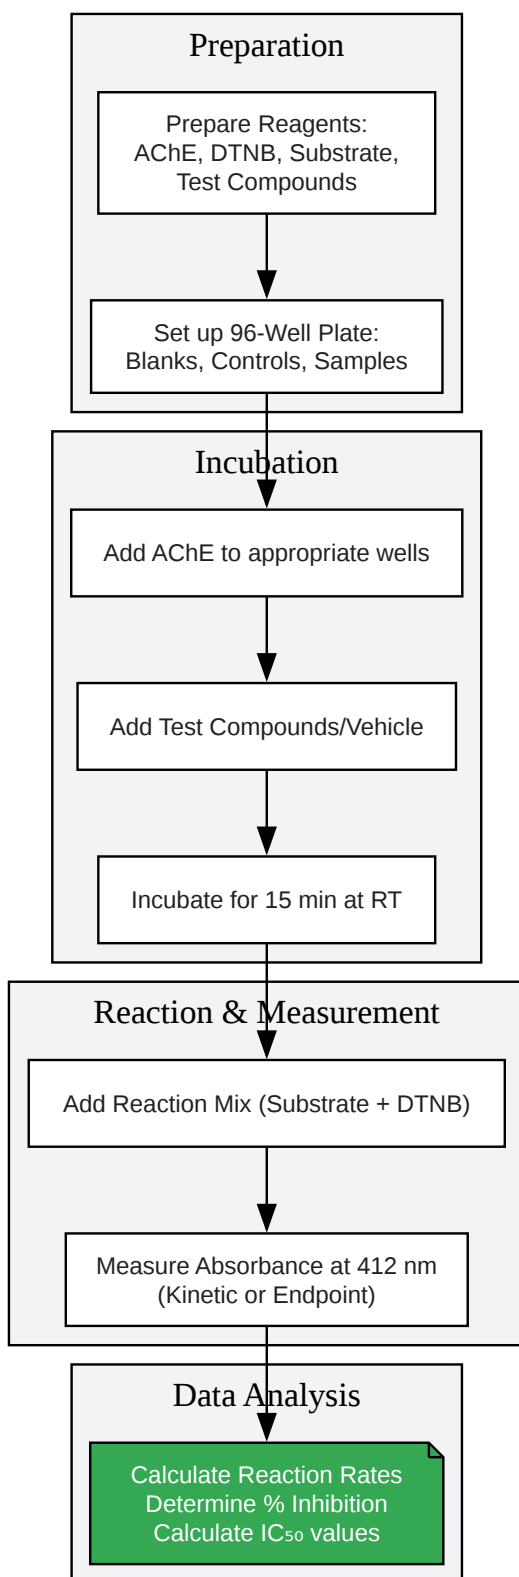 Preparation
Prepare Reagents:
AChE, DTNB, Substrate,
Test Compounds
Set up 96-Well Plate:
Blanks, Controls, Samples
Incubation
Add AChE to appropriate wells
Add Test Compounds/Vehicle
Incubate for 15 min at RT
Reaction & Measurement
Add Reaction Mix (Substrate + DTNB)
Measure Absorbance at 412 nm
(Kinetic or Endpoint)
Data Analysis
Calculate Reaction Rates
Determine % Inhibition
Calculate IC₅₀ values